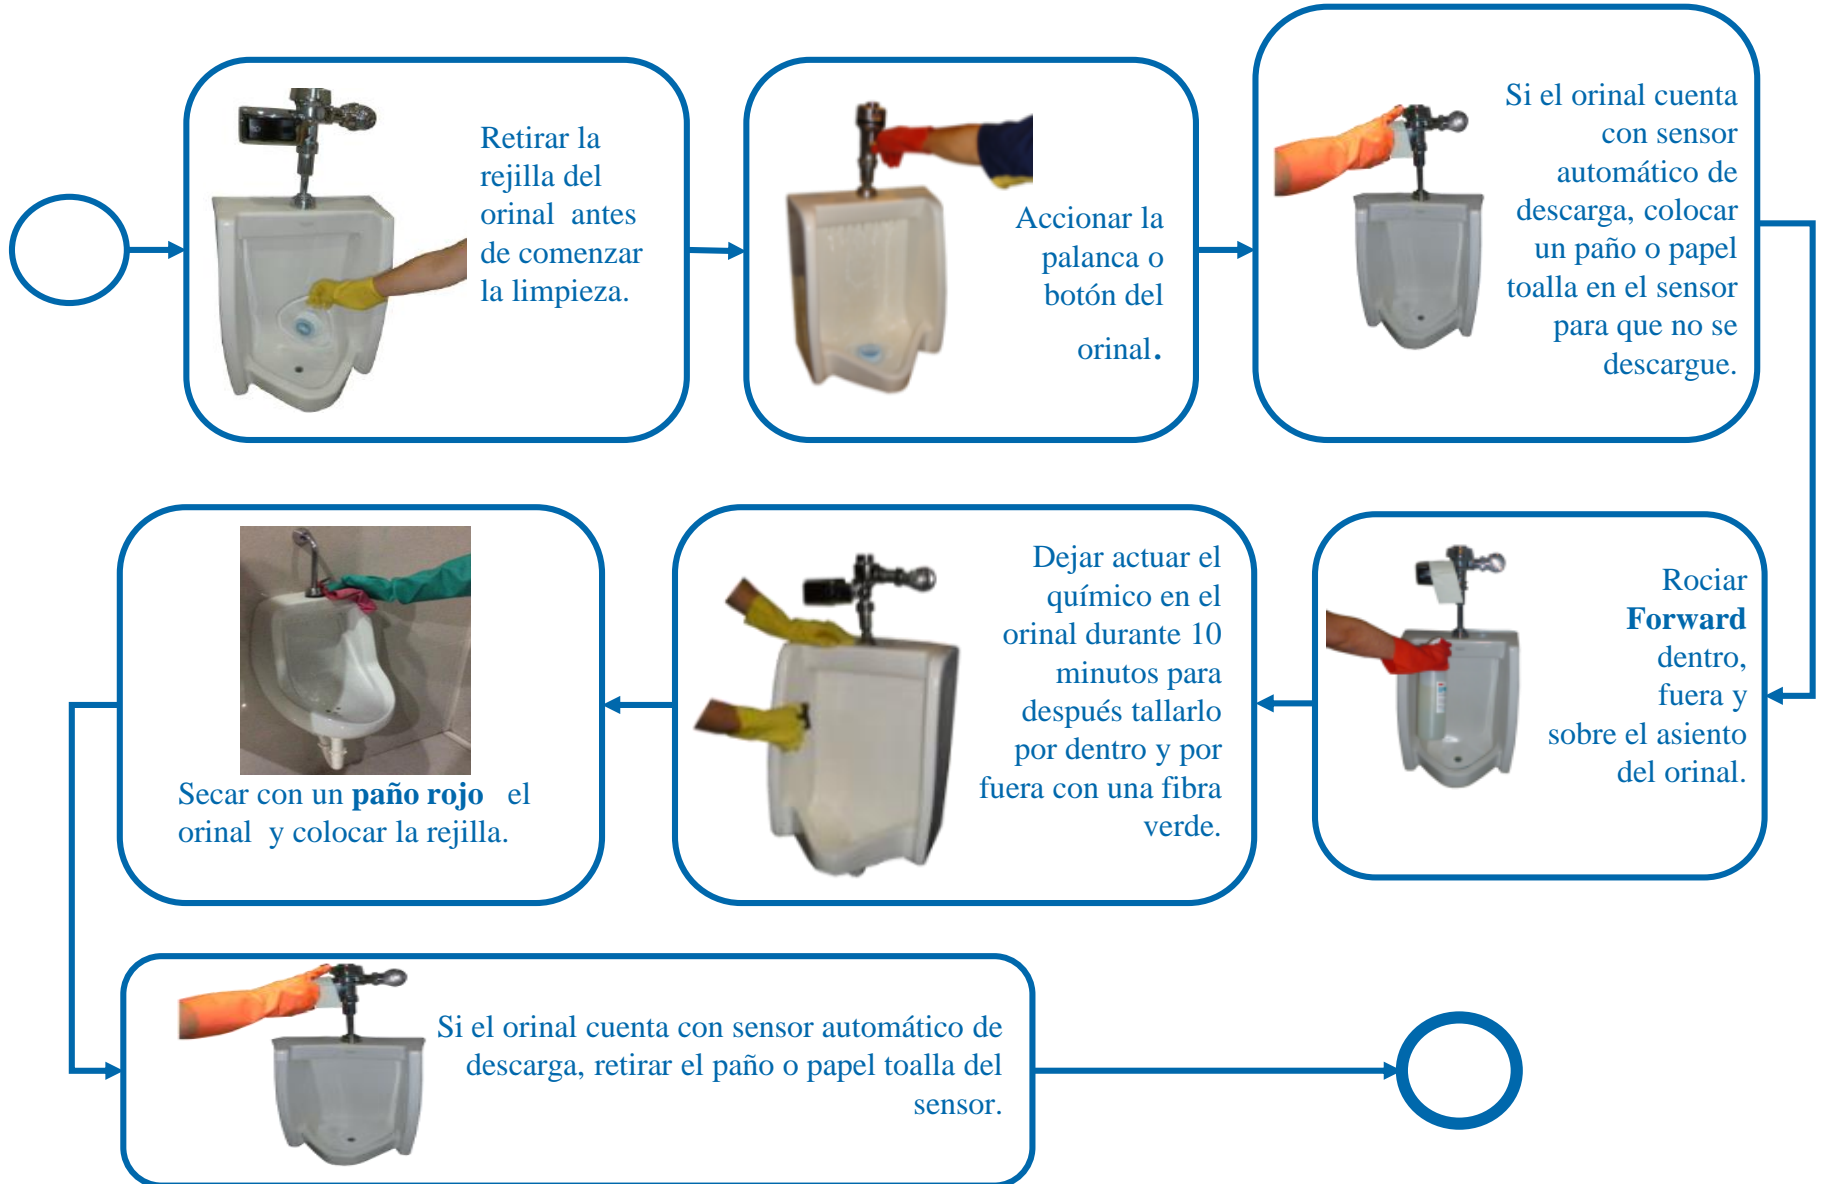 Retirar la
rejilla del
orinal antes
de comenzar
la limpieza.
Accionar la
palanca o
botón del
orinal.
Si el orinal cuenta
con sensor
automático de
descarga, colocar
un paño o papel
toalla en el sensor
para que no se
descargue.
Rociar
Forward
dentro,
fuera y
sobre el asiento
del orinal.
Dejar actuar el
químico en el
orinal durante 10
minutos para
después tallarlo
por dentro y por
fuera con una fibra
verde.
Secar con un paño rojo el
orinal y colocar la rejilla.
Si el orinal cuenta con sensor automático de
descarga, retirar el paño o papel toalla del
sensor.